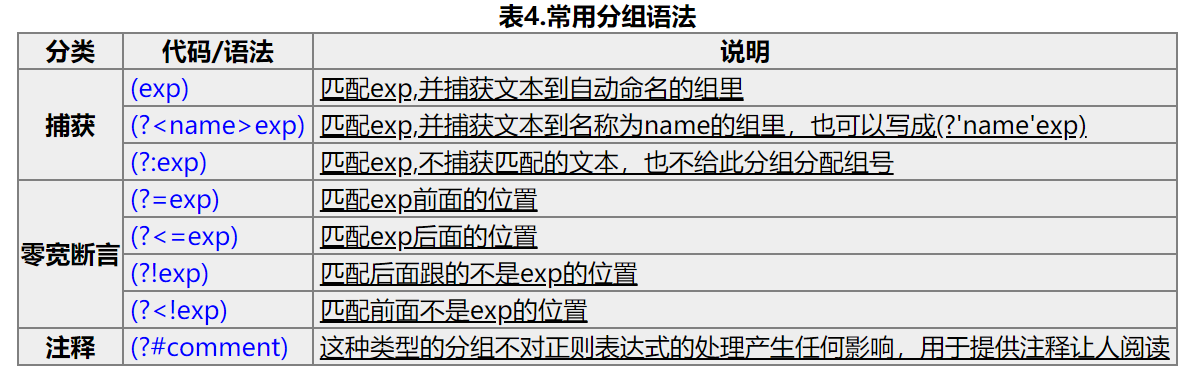 表4.常用分组语法
分类 代码/语法 说明
捕获 (exp) 匹配exp,并捕获文本到自动命名的组里
(?<name>exp) 匹配exp,并捕获文本到名称为name的组里，也可以写成(?'name'exp)
(?:exp) 匹配exp,不捕获匹配的文本，也不给此分组分配组号
零宽断言 (?=exp) 匹配exp前面的位置
(?<=exp) 匹配exp后面的位置
(?!exp) 匹配后面跟的不是exp的位置
(?<!exp) 匹配前面不是exp的位置
注释 (?#comment) 这种类型的分组不对正则表达式的处理产生任何影响，用于提供注释让人阅读